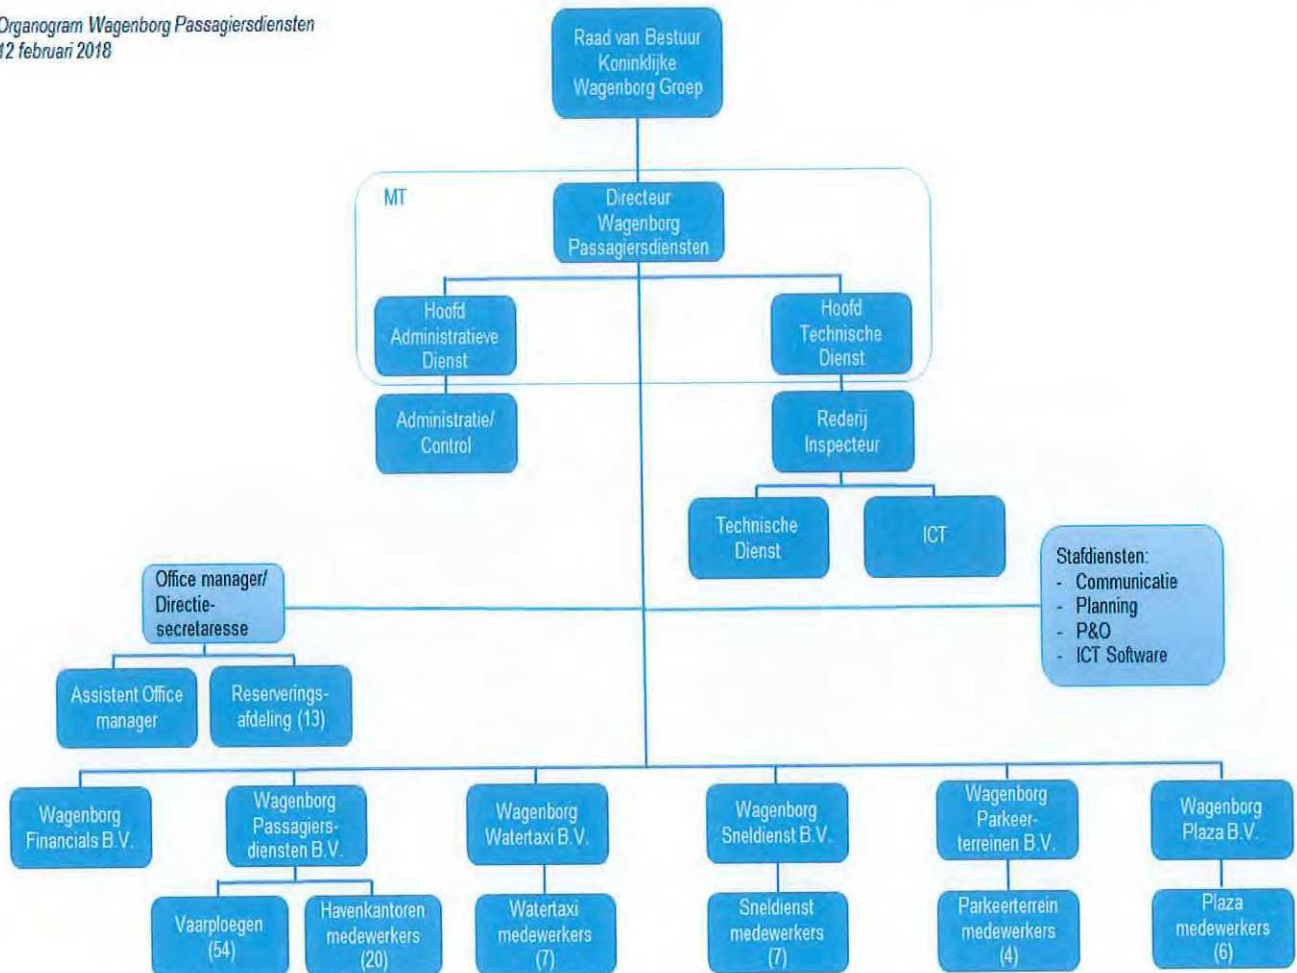 Organogram Wagenborg Passagiersdiensten
12 februari 2018
Raad van Bestuur
Koninklijke
Wagenborg Groep
MT
Directeur
Wagenborg
Passagiersdiensten
Hoofd
Administratieve
Dienst
Hoofd
Technische
Dienst
Administratie/
Control
Rederij
Inspecteur
Technische
Dienst
ICT
Office manager/
Directie-
secretaresse
Stafdiensten:
- Communicatie
- Planning
- P&O
- ICT Software
Assistent Office
manager
Reserverings-
afdeling (13)
Wagenborg
Financials B.V.
Wagenborg
Passagiers-
diensten B.V.
Wagenborg
Watertaxi B.V.
Wagenborg
Sneldienst B.V.
Wagenborg
Parkeer-
terreinen B.V.
Wagenborg
Plaza B.V.
Vaarploegen
(54)
Havenkantoren
medewerkers
(20)
Watertaxi
medewerkers
(7)
Sneldienst
medewerkers
(7)
Parkeerterrein
medewerkers
(4)
Plaza
medewerkers
(6)